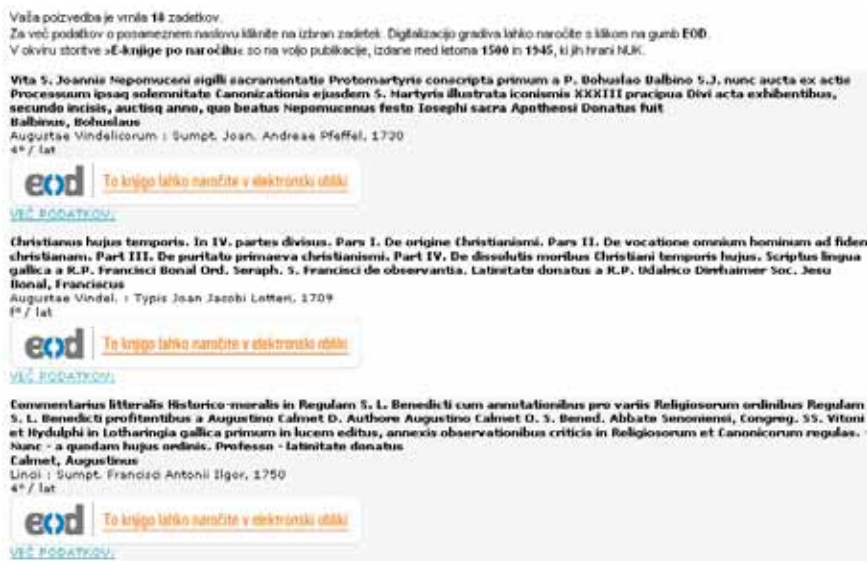 Vaša poizvedba je vrnila 18 zadetkov.
Za več podatkov o posameznem naslovu kliknite na izbran zadetek. Digitalizacijo gradiva lahko naročite s klikom na gumb EOD.
V okviru storitve »E-knjige po naročilu« so na voljo publikacije, izdane med letoma 1500 in 1945, ki jih hrani NUK.
Vita S. Joannis Nepomuceni sigilli sacramentatis Protomartyris conscripta primum a P. Bohuslao Balbino S.J. nunc aucta ex actis
Processuum ipsaq solemnitate Canonizationis ejusdem S. Martyris illustrata iconismis XXXIII pracipua Divi acta exhibentibus,
secundo incisis, auctisq anno, quo beatus Nepomucenus festo Iosephi sacra Apotheosi Donatus fuit
Balbinus, Bohuslaus
Augustae Vindelicorum : Sumpt. Joan. Andreae Pfeffel, 1730
4° / lat
eod To knjigo lahko naročite v elektronski obliki
VEČ PODATKOV:
Christianus hujus temporis. In IV. partes divisus. Pars I. De origine Christianismi. Pars II. De vocatione omnium hominum ad fidem
christianam. Part III. De puritate primaeva christianismi. Part IV. De dissolutis moribus Christiani temporis hujus. Scriptus lingua
gallica a R.P. Francisci Bonal Ord. Seraph. S. Francisci de observantia. Latinitate donatus a R.P. Udalrico Dirrhaimer Soc. Jesu
Bonal, Franciscus
Augustae Vindel. : Typis Joan Jacobi Lotteri, 1709
f° / lat
eod To knjigo lahko naročite v elektronski obliki
VEČ PODATKOV:
Commentarius litteralis Historico-moralis in Regulam S. L. Benedicti cum annotationibus pro variis Religiosorum ordinibus Regulam
S. L. Benedicti profitentibus a Augustino Calmet D. Authore Augustino Calmet O. S. Bened. Abbate Senoniensi, Congreg. SS. Vitoni
et Hydulphi in Lotharingia gallica primum in lucem editus, annexis observationibus criticis in Religiosorum et Canonicorum regulas. -
Nunc - a quodam hujus ordinis. Professo - latinitate donatus
Calmet, Augustinus
Lincii : Sumpt. Francisci Antonii Ilger, 1750
4° / lat
eod To knjigo lahko naročite v elektronski obliki
VEČ PODATKOV: